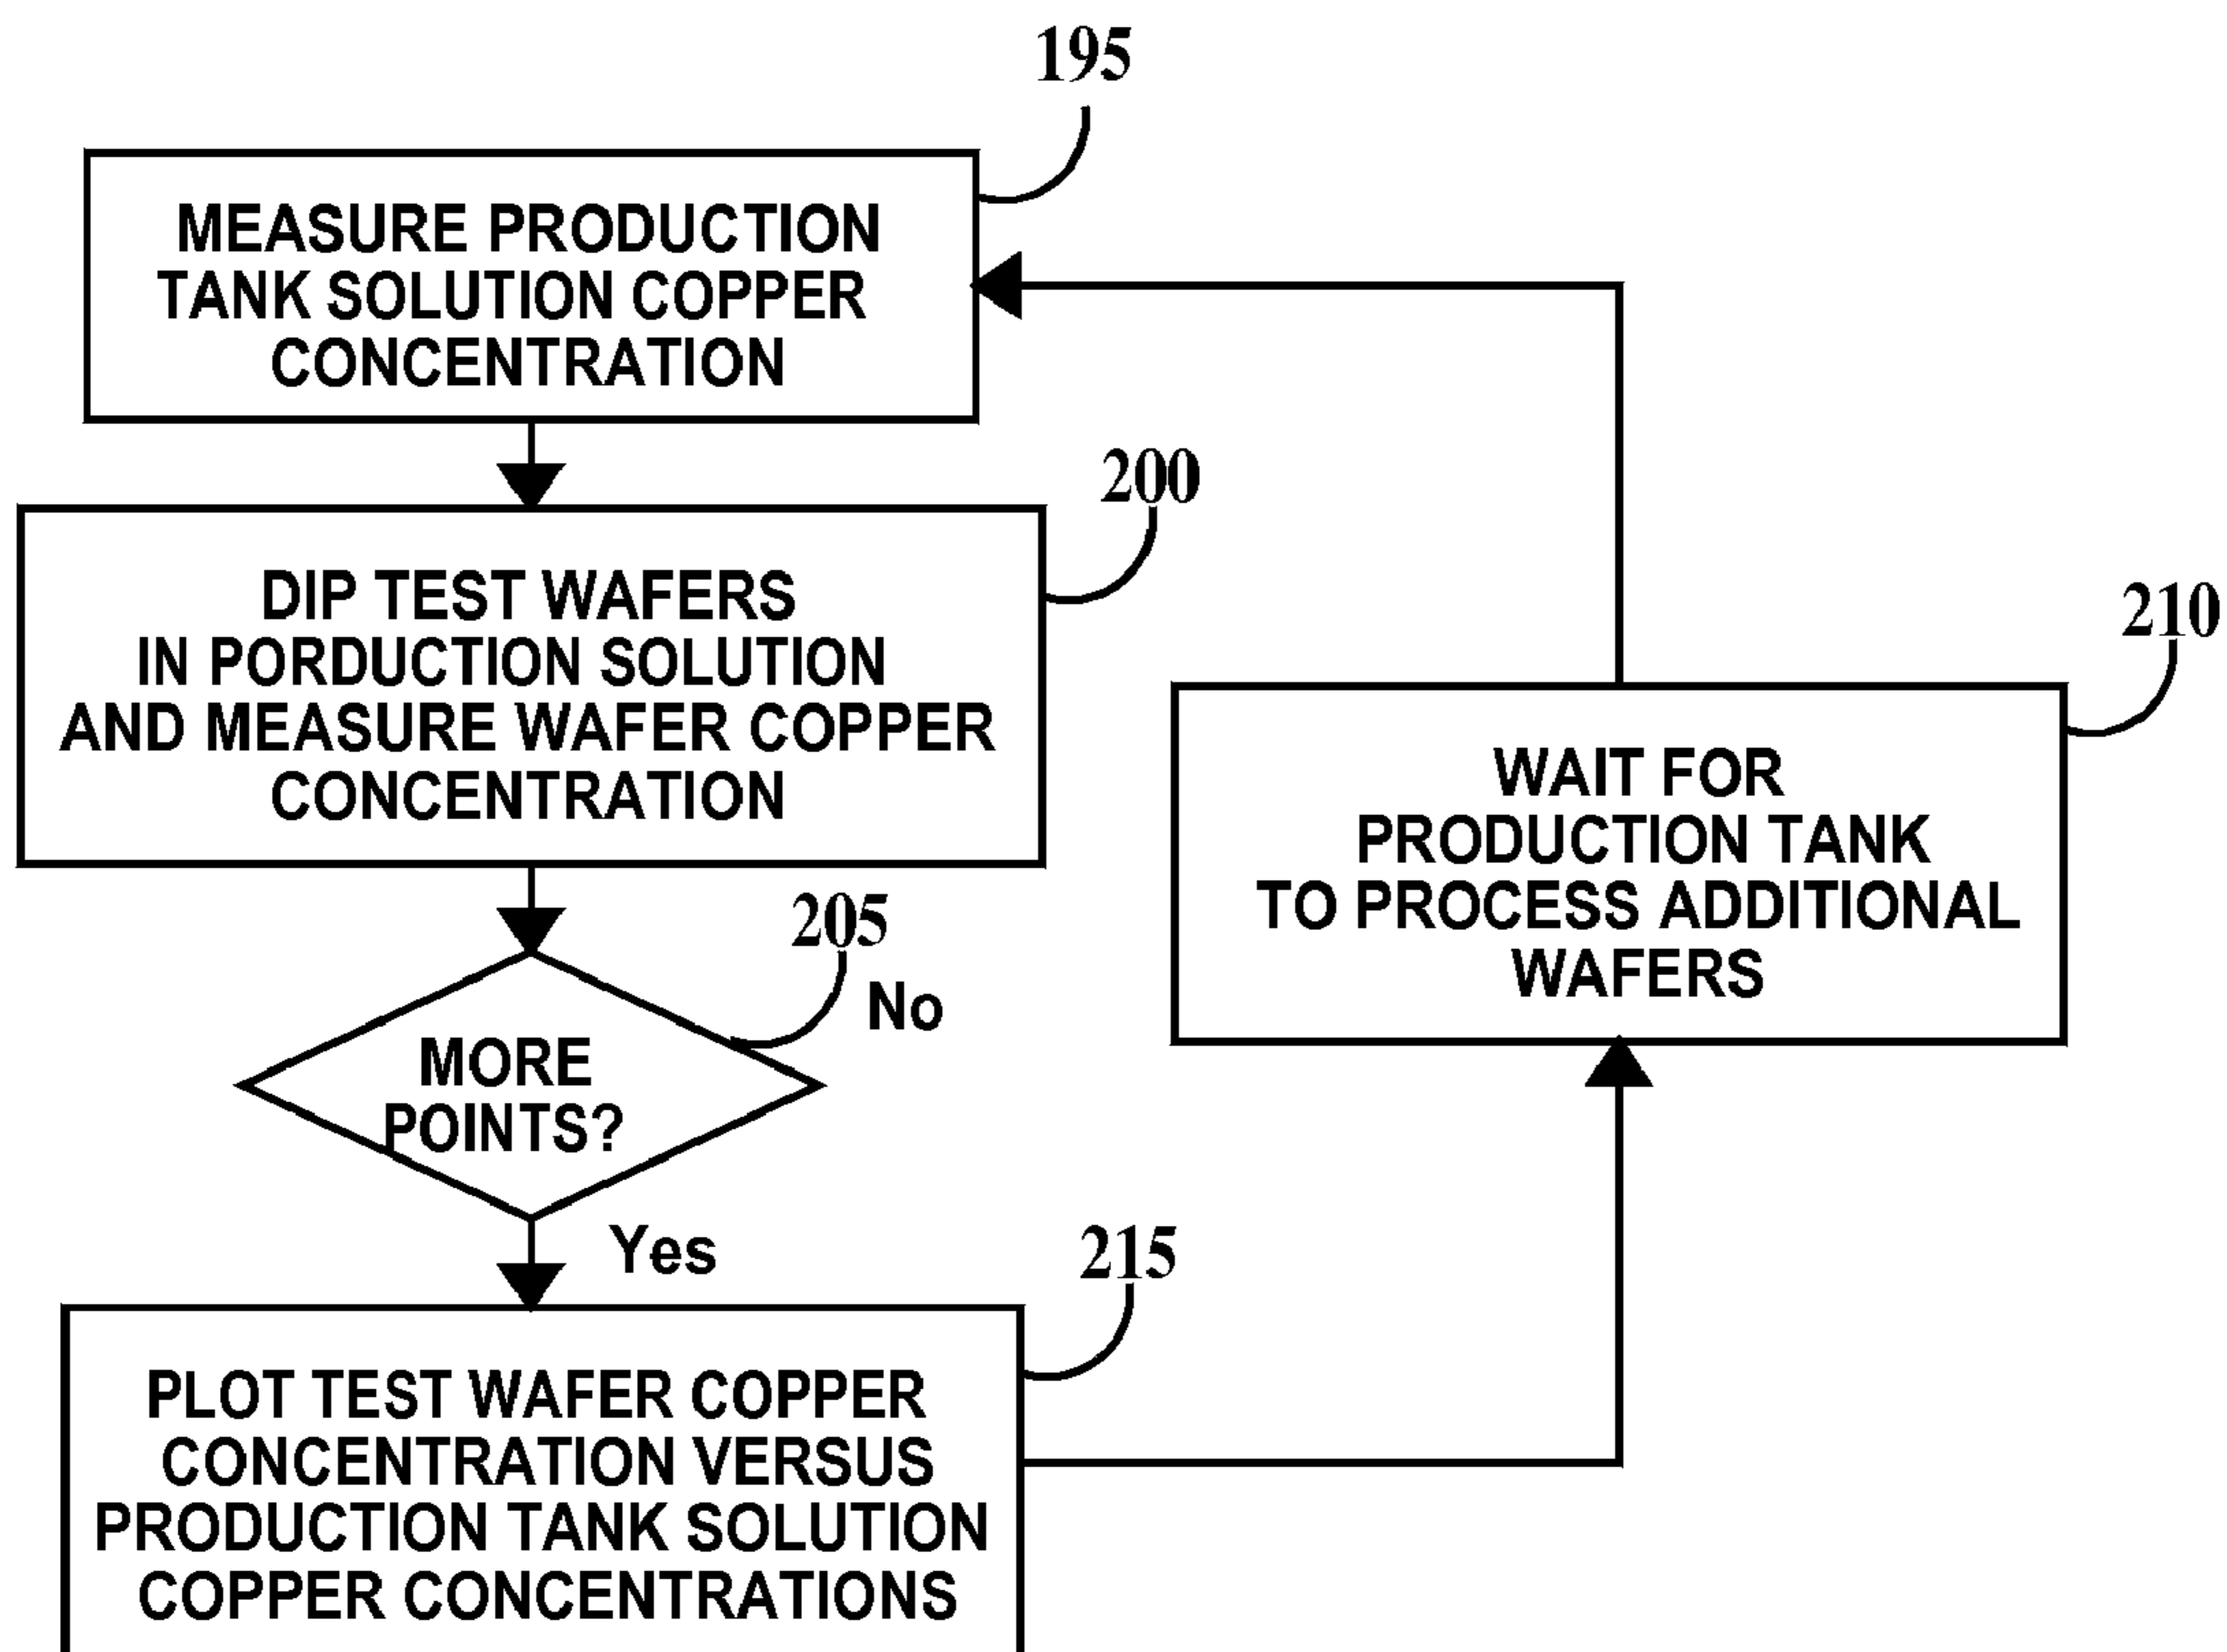 195
MEASURE PRODUCTION
TANK SOLUTION COPPER
CONCENTRATION
200
DIP TEST WAFERS
IN PORDUCTION SOLUTION
AND MEASURE WAFER COPPER
CONCENTRATION
205
No
MORE
POINTS?
Yes
210
WAIT FOR
PRODUCTION TANK
TO PROCESS ADDITIONAL
WAFERS
215
PLOT TEST WAFER COPPER
CONCENTRATION VERSUS
PRODUCTION TANK SOLUTION
COPPER CONCENTRATIONS